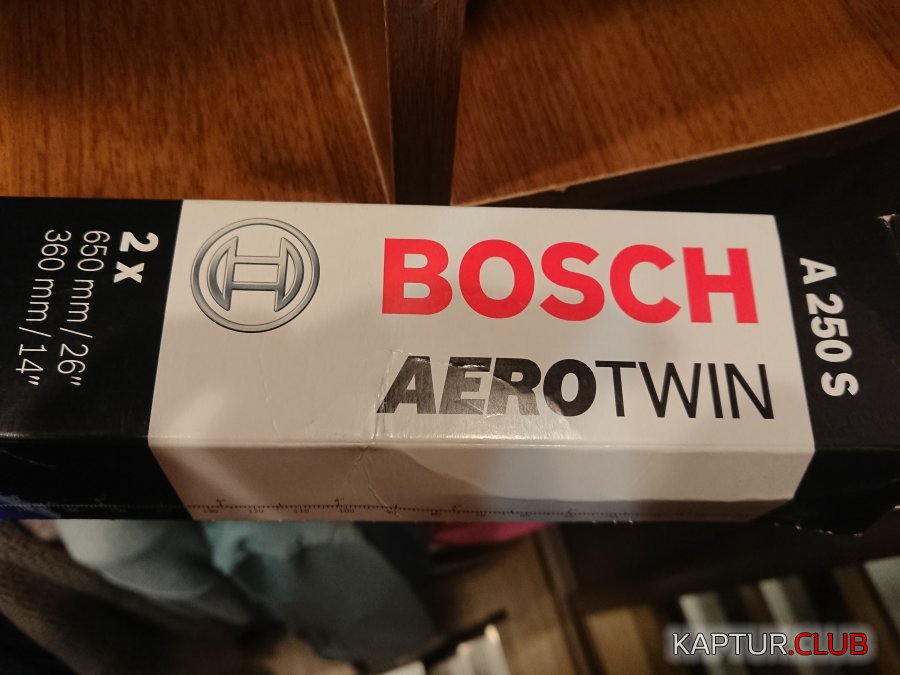 2 x
650 mm / 26"
360 mm / 14"
BOSCH
AEROTWIN
A 250 S
KAPTUR.CLUB